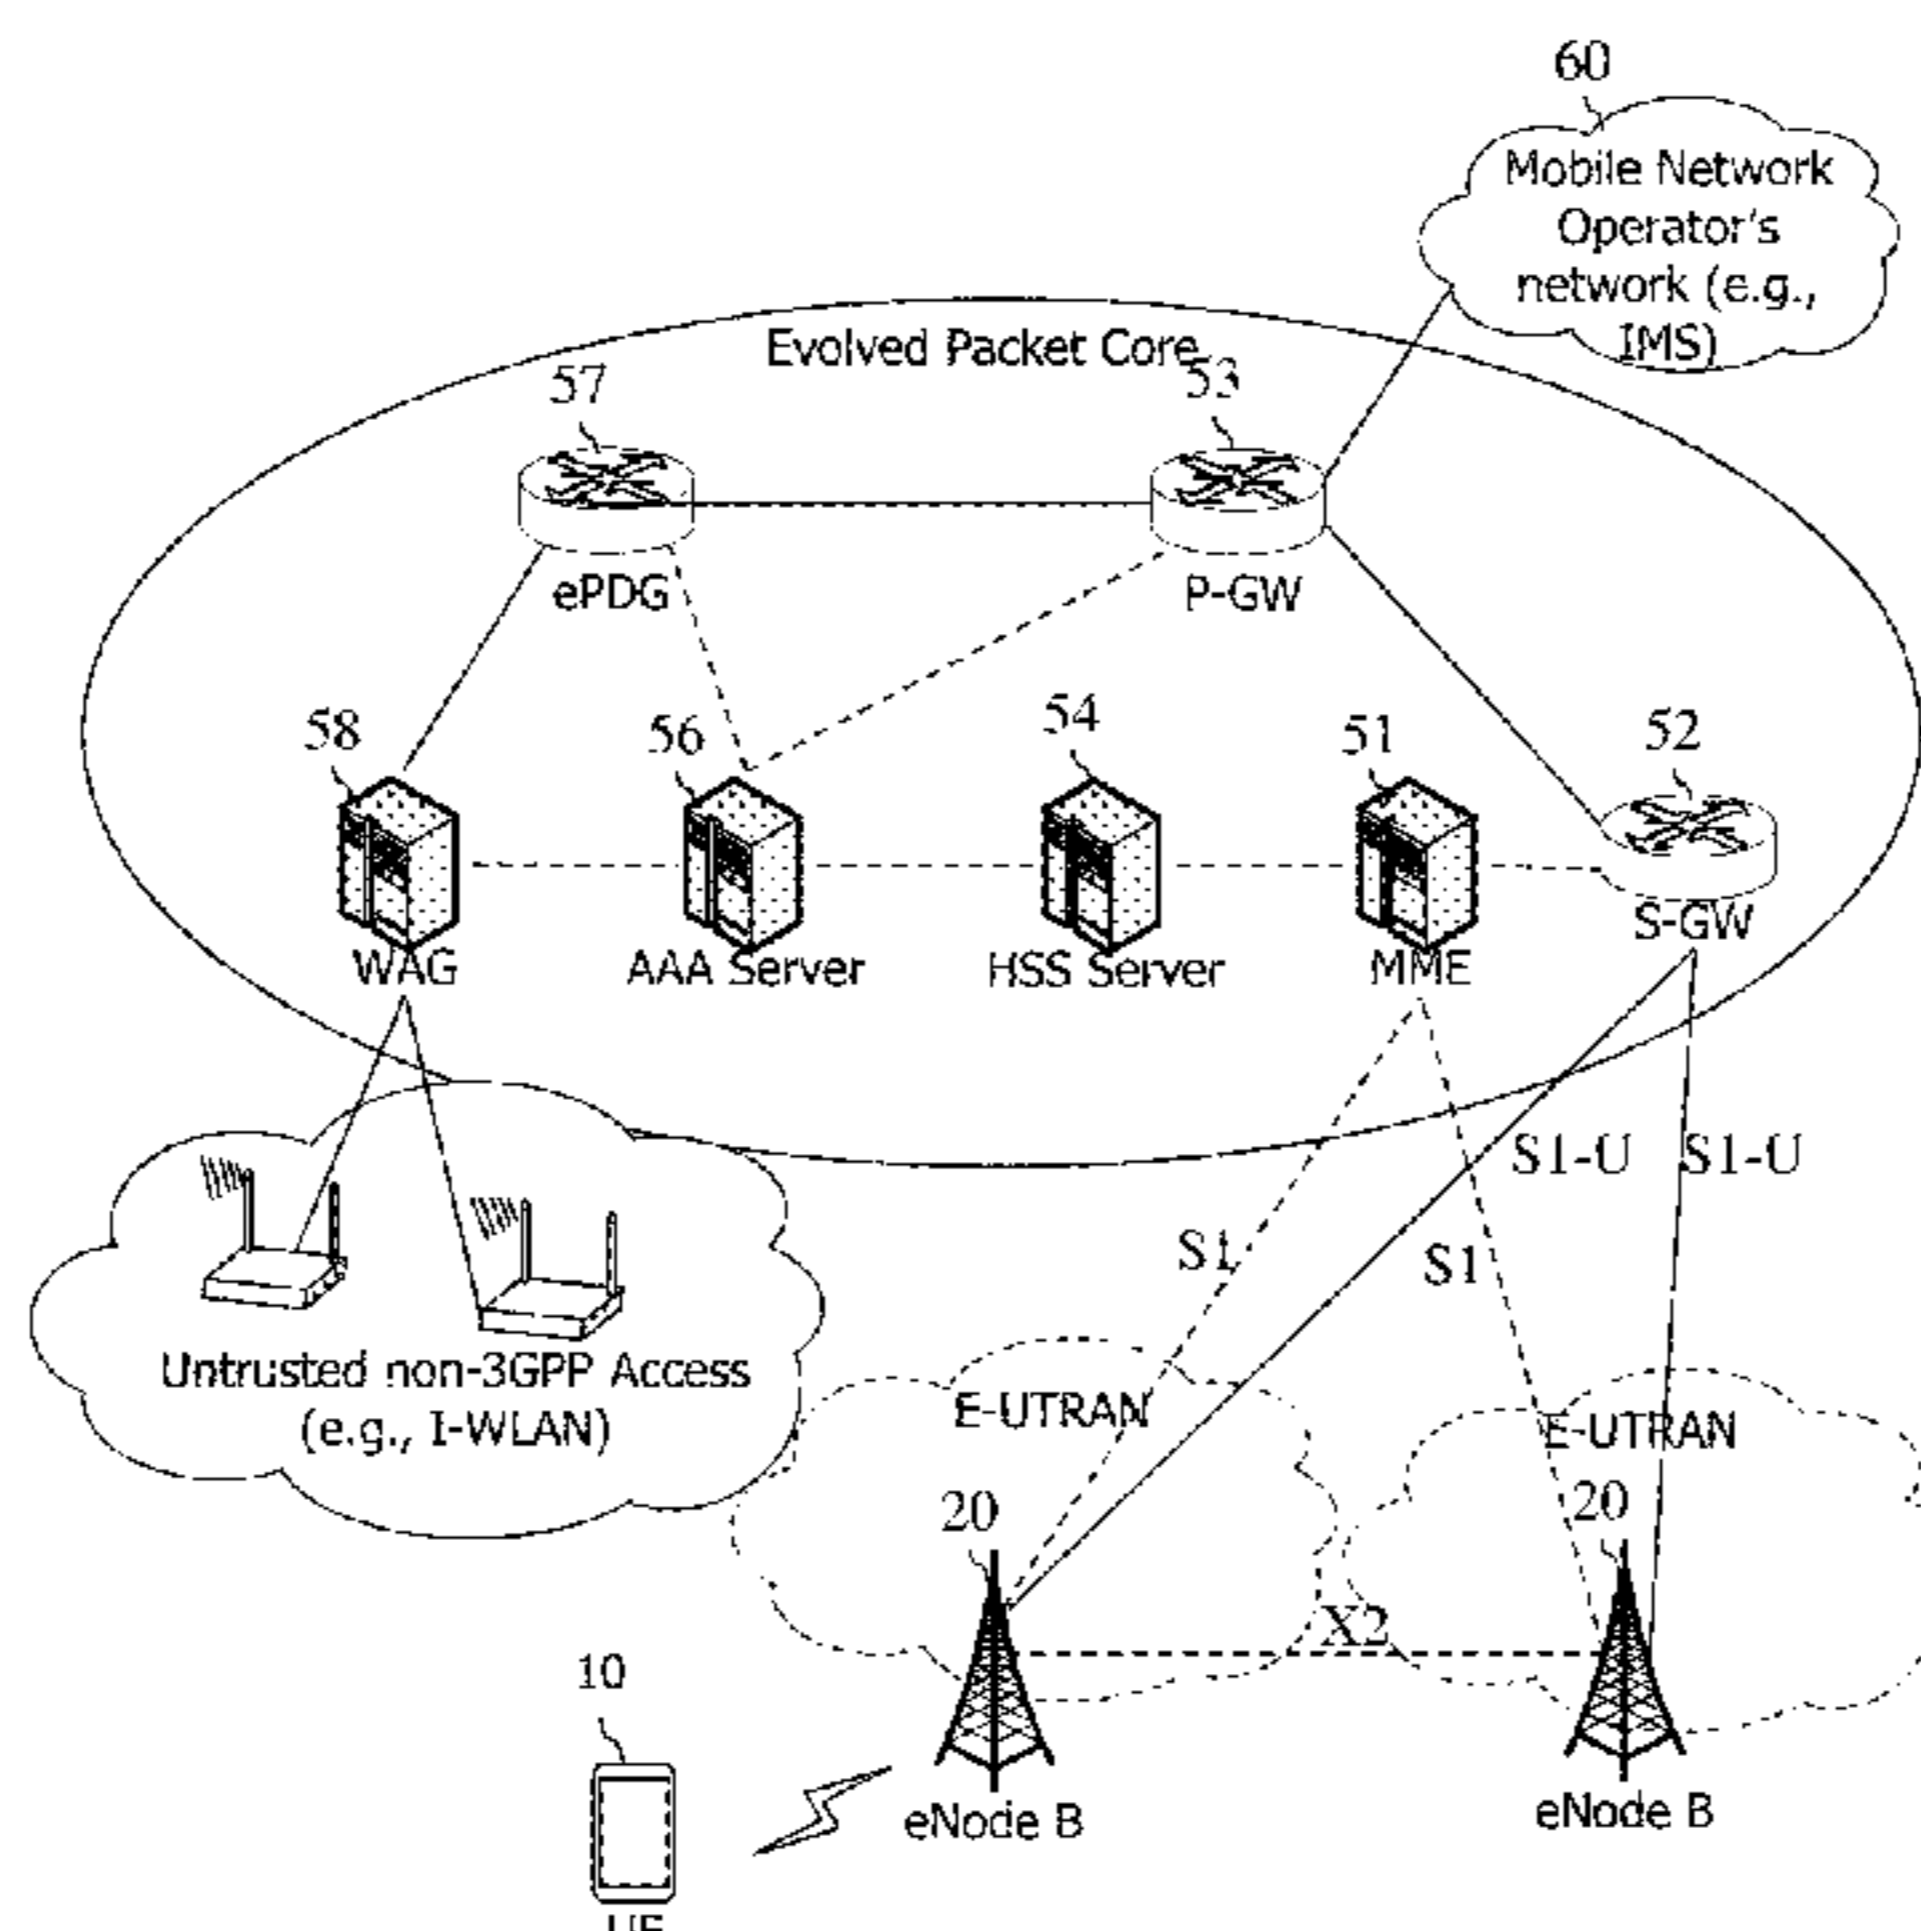 60
Mobile Network
Operator's
network (e.g.,
IMS)
Evolved Packet Core
57
53
ePDG
P-GW
58
56
54
51
52
WAG
AAA Server
HSS Server
MME
S-GW
S1-U
S1-U
S1
S1
Untrusted non-3GPP Access
(e.g., I-WLAN)
E-UTRAN
E-UTRAN
20
20
X2
10
eNode B
eNode B
UE